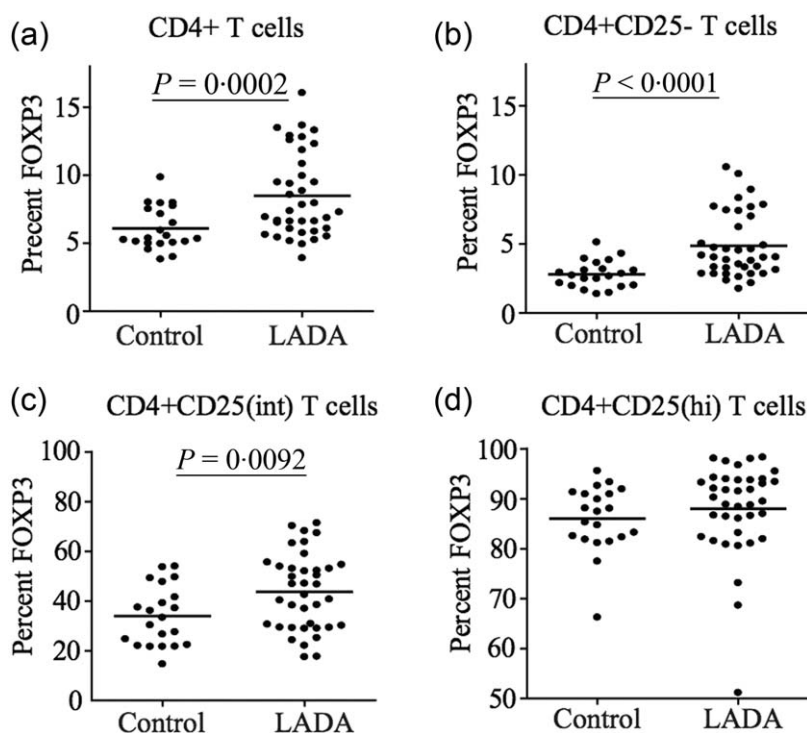 (a)
CD4+ T cells
P = 0·0002
Precent FOXP3
15
10
5
0
Control LADA
(b)
CD4+CD25- T cells
P < 0·0001
Percent FOXP3
15
10
5
0
Control LADA
(c)
CD4+CD25(int) T cells
P = 0·0092
Percent FOXP3
100
80
60
40
20
0
Control LADA
(d)
CD4+CD25(hi) T cells
Percent FOXP3
100
90
80
70
60
50
Control LADA